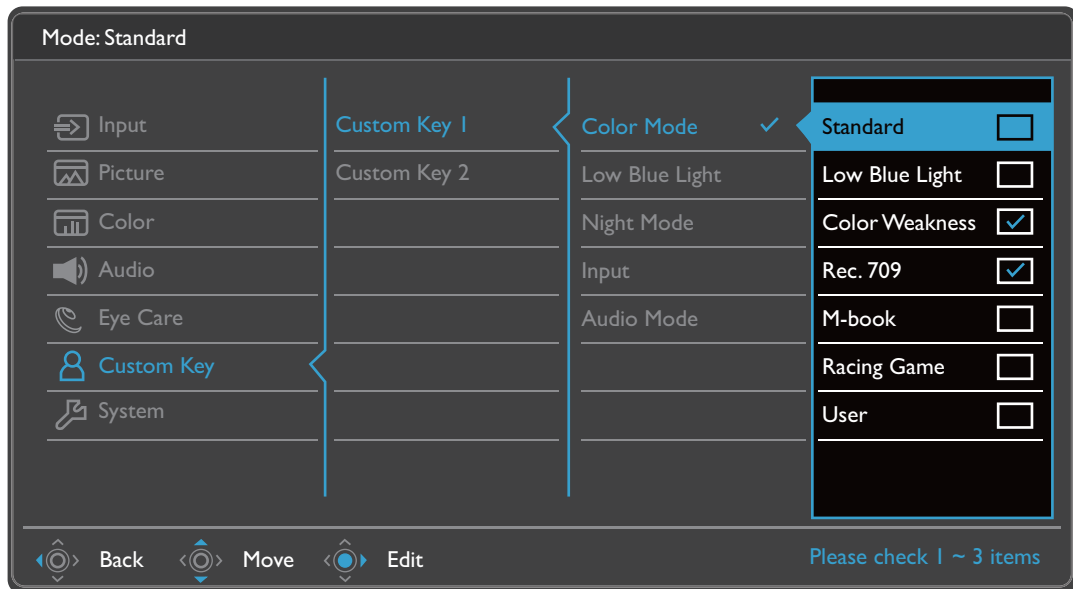 Mode: Standard
Input
Picture
Color
Audio
Eye Care
Custom Key
System
Custom Key 1
Custom Key 2
Color Mode
Low Blue Light
Night Mode
Input
Audio Mode
Standard
Low Blue Light
Color Weakness
Rec. 709
M-book
Racing Game
User
Back Move Edit
Please check 1 ~ 3 items